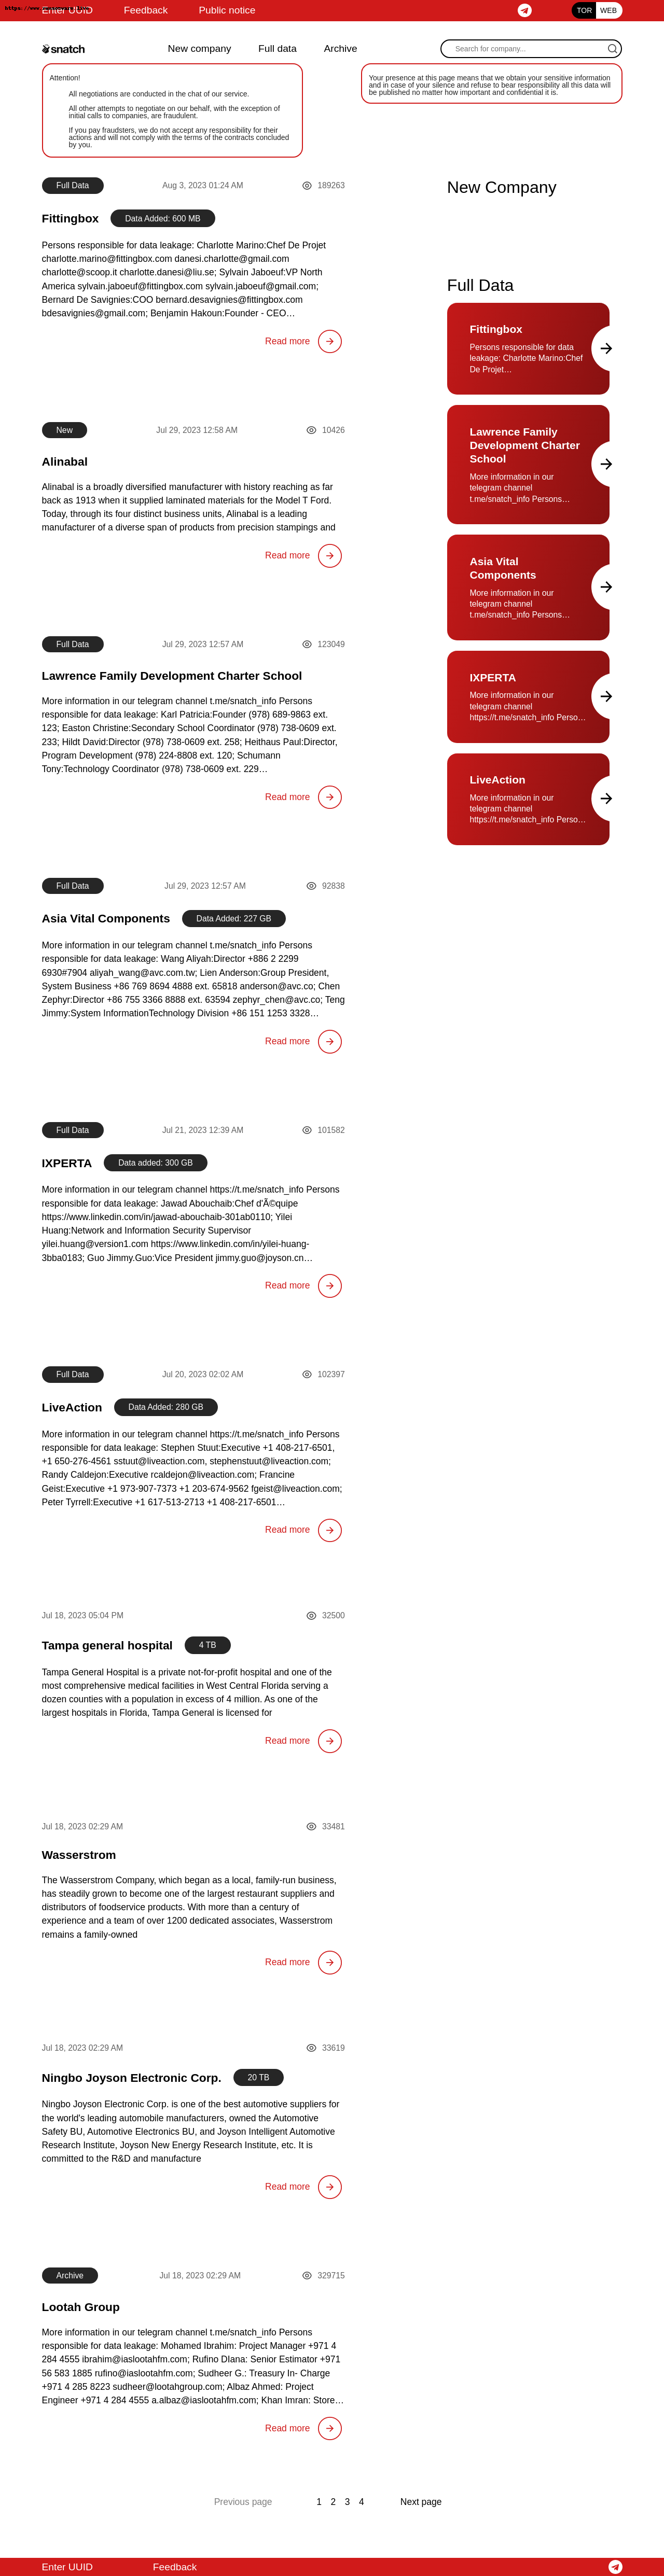 Enter UUID
Feedback
Public notice
TOR
WEB
snatch
New company
Full data
Archive
Search for company...
Attention!
All negotiations are conducted in the chat of our service.
All other attempts to negotiate on our behalf, with the exception of
initial calls to companies, are fraudulent.
If you pay fraudsters, we do not accept any responsibility for their
actions and will not comply with the terms of the contracts concluded
by you.
Your presence at this page means that we obtain your sensitive information
and in case of your silence and refuse to bear responsibility all this data will
be published no matter how important and confidential it is.
Full Data
Aug 3, 2023 01:24 AM
189263
Fittingbox
Data Added: 600 MB
Persons responsible for data leakage: Charlotte Marino:Chef De Projet
charlotte.marino@fittingbox.com danesi.charlotte@gmail.com
charlotte@scoop.it charlotte.danesi@liu.se; Sylvain Jaboeuf:VP North
America sylvain.jaboeuf@fittingbox.com sylvain.jaboeuf@gmail.com;
Bernard De Savignies:COO bernard.desavignies@fittingbox.com
bdesavignies@gmail.com; Benjamin Hakoun:Founder - CEO…
Read more
New
Jul 29, 2023 12:58 AM
10426
Alinabal
Alinabal is a broadly diversified manufacturer with history reaching as far
back as 1913 when it supplied laminated materials for the Model T Ford.
Today, through its four distinct business units, Alinabal is a leading
manufacturer of a diverse span of products from precision stampings and
Read more
Full Data
Jul 29, 2023 12:57 AM
123049
Lawrence Family Development Charter School
More information in our telegram channel t.me/snatch_info Persons
responsible for data leakage: Karl Patricia:Founder (978) 689-9863 ext.
123; Easton Christine:Secondary School Coordinator (978) 738-0609 ext.
233; Hildt David:Director (978) 738-0609 ext. 258; Heithaus Paul:Director,
Program Development (978) 224-8808 ext. 120; Schumann
Tony:Technology Coordinator (978) 738-0609 ext. 229…
Read more
Full Data
Jul 29, 2023 12:57 AM
92838
Asia Vital Components
Data Added: 227 GB
More information in our telegram channel t.me/snatch_info Persons
responsible for data leakage: Wang Aliyah:Director +886 2 2299
6930#7904 aliyah_wang@avc.com.tw; Lien Anderson:Group President,
System Business +86 769 8694 4888 ext. 65818 anderson@avc.co; Chen
Zephyr:Director +86 755 3366 8888 ext. 63594 zephyr_chen@avc.co; Teng
Jimmy:System InformationTechnology Division +86 151 1253 3328…
Read more
Full Data
Jul 21, 2023 12:39 AM
101582
IXPERTA
Data added: 300 GB
More information in our telegram channel https://t.me/snatch_info Persons
responsible for data leakage: Jawad Abouchaib:Chef d'Ã©quipe
https://www.linkedin.com/in/jawad-abouchaib-301ab0110; Yilei
Huang:Network and Information Security Supervisor
yilei.huang@version1.com https://www.linkedin.com/in/yilei-huang-
3bba0183; Guo Jimmy.Guo:Vice President jimmy.guo@joyson.cn…
Read more
Full Data
Jul 20, 2023 02:02 AM
102397
LiveAction
Data Added: 280 GB
More information in our telegram channel https://t.me/snatch_info Persons
responsible for data leakage: Stephen Stuut:Executive +1 408-217-6501,
+1 650-276-4561 sstuut@liveaction.com, stephenstuut@liveaction.com;
Randy Caldejon:Executive rcaldejon@liveaction.com; Francine
Geist:Executive +1 973-907-7373 +1 203-674-9562 fgeist@liveaction.com;
Peter Tyrrell:Executive +1 617-513-2713 +1 408-217-6501…
Read more
Jul 18, 2023 05:04 PM
32500
Tampa general hospital
4 TB
Tampa General Hospital is a private not-for-profit hospital and one of the
most comprehensive medical facilities in West Central Florida serving a
dozen counties with a population in excess of 4 million. As one of the
largest hospitals in Florida, Tampa General is licensed for
Read more
Jul 18, 2023 02:29 AM
33481
Wasserstrom
The Wasserstrom Company, which began as a local, family-run business,
has steadily grown to become one of the largest restaurant suppliers and
distributors of foodservice products. With more than a century of
experience and a team of over 1200 dedicated associates, Wasserstrom
remains a family-owned
Read more
Jul 18, 2023 02:29 AM
33619
Ningbo Joyson Electronic Corp.
20 TB
Ningbo Joyson Electronic Corp. is one of the best automotive suppliers for
the world's leading automobile manufacturers, owned the Automotive
Safety BU, Automotive Electronics BU, and Joyson Intelligent Automotive
Research Institute, Joyson New Energy Research Institute, etc. It is
committed to the R&D and manufacture
Read more
Archive
Jul 18, 2023 02:29 AM
329715
Lootah Group
More information in our telegram channel t.me/snatch_info Persons
responsible for data leakage: Mohamed Ibrahim: Project Manager +971 4
284 4555 ibrahim@iaslootahfm.com; Rufino DIana: Senior Estimator +971
56 583 1885 rufino@iaslootahfm.com; Sudheer G.: Treasury In- Charge
+971 4 285 8223 sudheer@lootahgroup.com; Albaz Ahmed: Project
Engineer +971 4 284 4555 a.albaz@iaslootahfm.com; Khan Imran: Store…
Read more
New Company
Full Data
Fittingbox
Persons responsible for data
leakage: Charlotte Marino:Chef
De Projet…
Lawrence Family
Development Charter
School
More information in our
telegram channel
t.me/snatch_info Persons…
Asia Vital
Components
More information in our
telegram channel
t.me/snatch_info Persons…
IXPERTA
More information in our
telegram channel
https://t.me/snatch_info Perso…
LiveAction
More information in our
telegram channel
https://t.me/snatch_info Perso…
Previous page
1 2 3 4
Next page
Enter UUID
Feedback